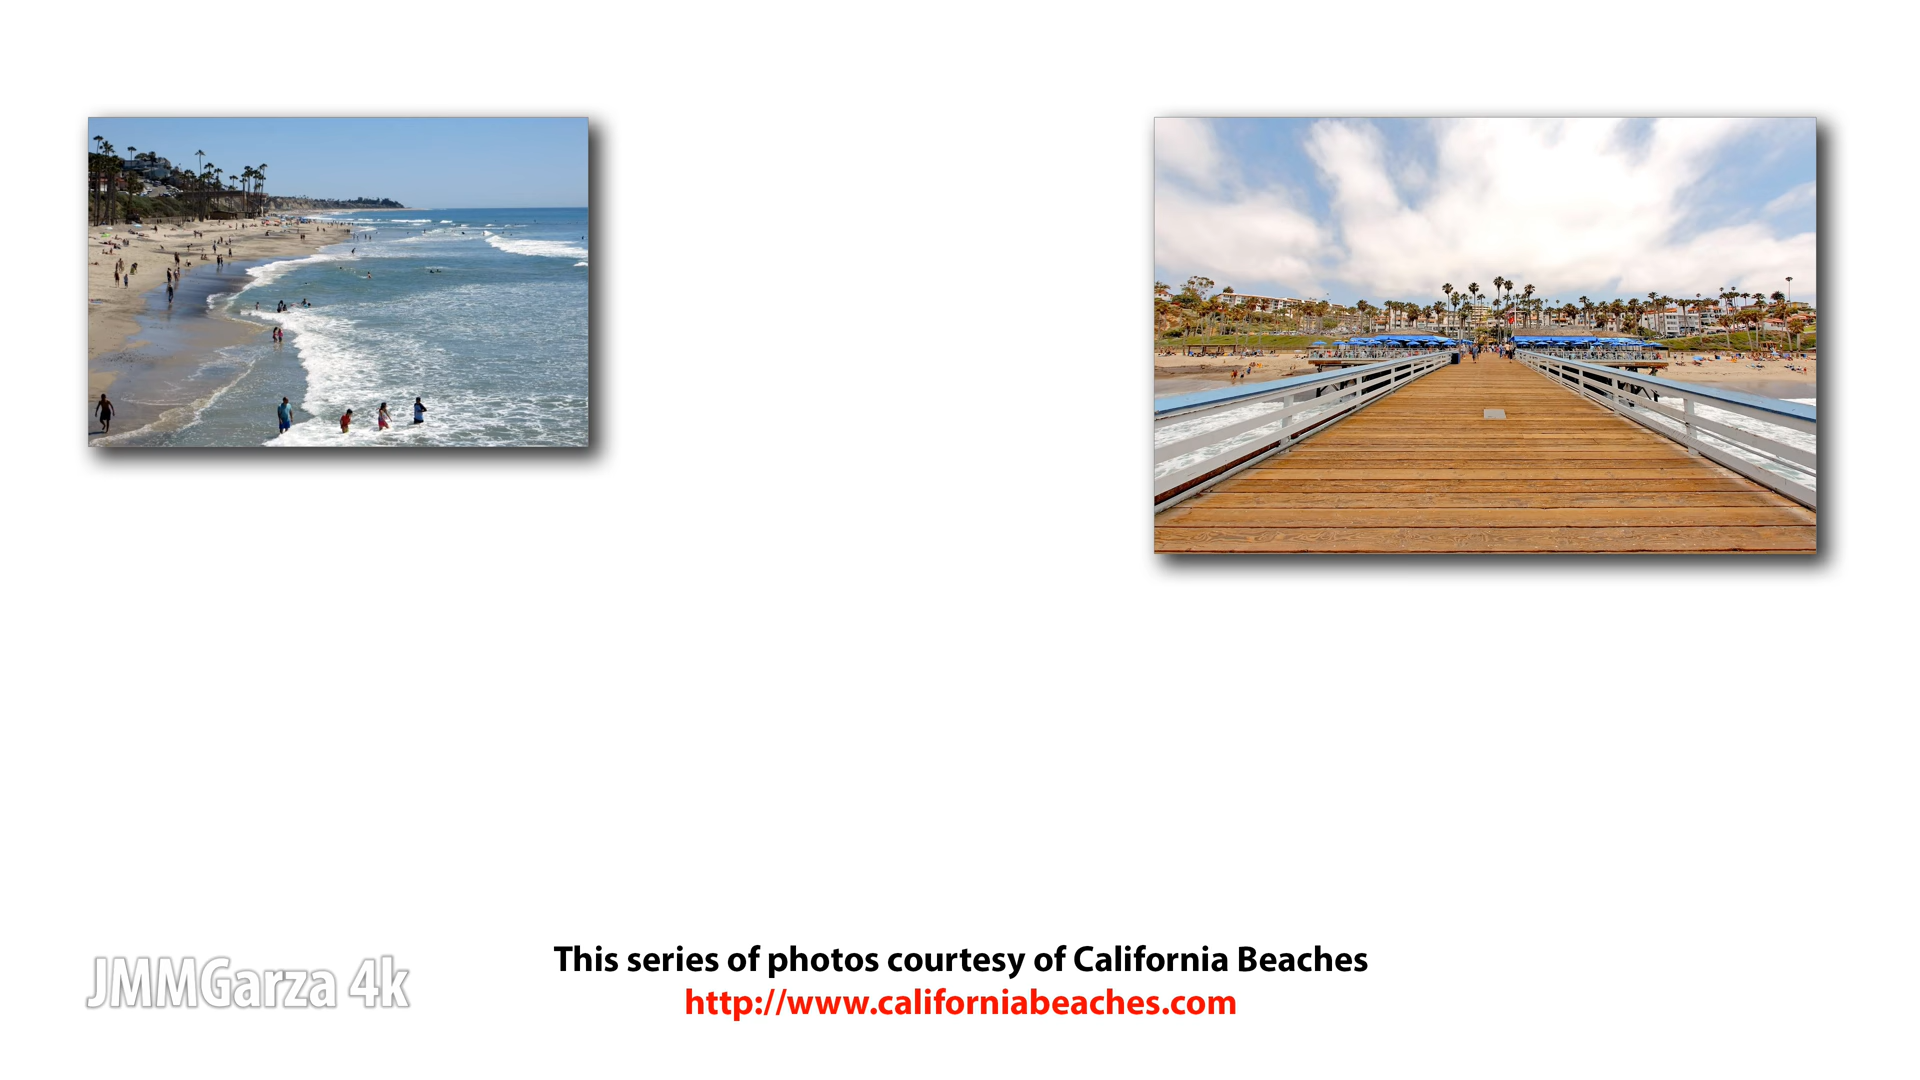 This series of photos courtesy of California Beaches
http://www.californiabeaches.com
JMMGarza 4k